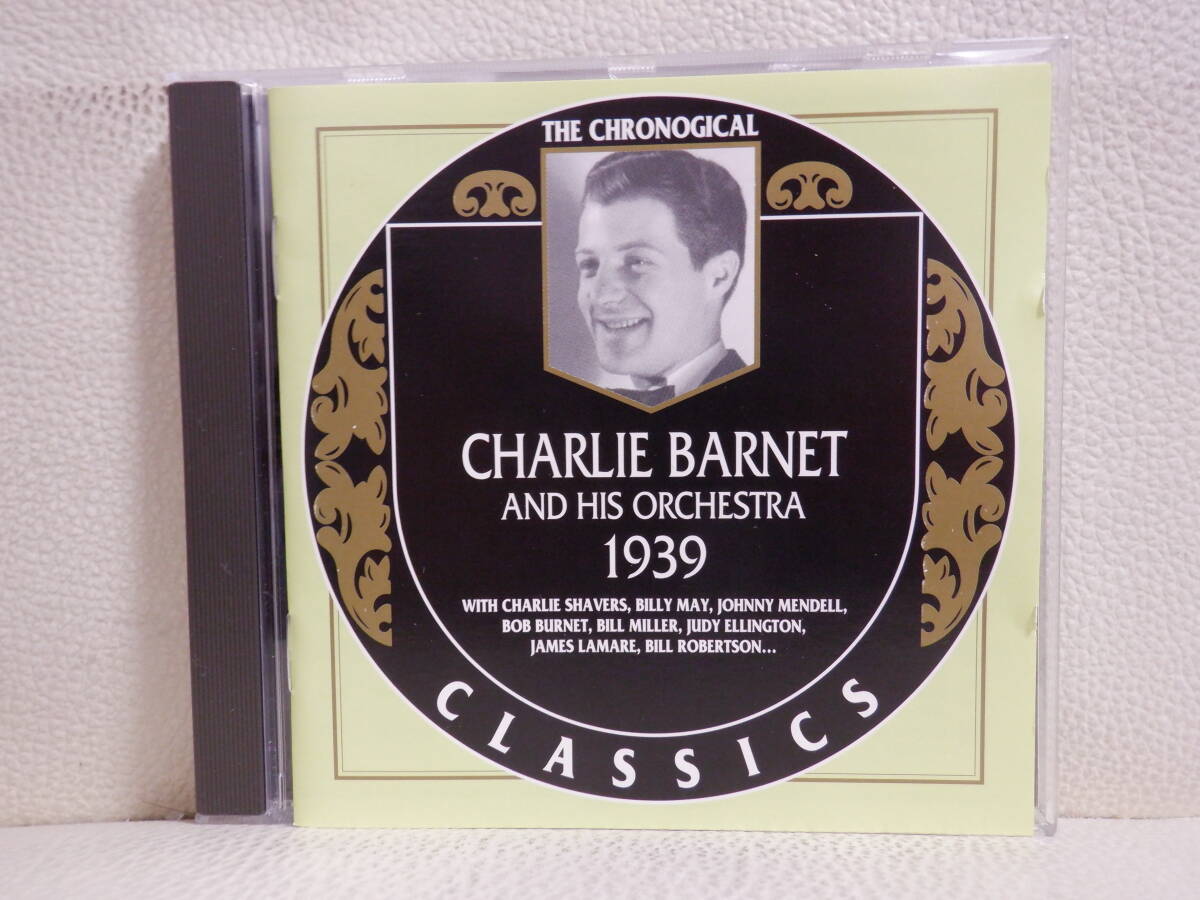 THE CHRONOGICAL
CHARLIE BARNET
AND HIS ORCHESTRA
1939
WITH CHARLIE SHAVERS, BILLY MAY, JOHNNY MENDELL,
BOB BURNET, BILL MILLER, JUDY ELLINGTON,
JAMES LAMARE, BILL ROBERTSON...
CLASSICS